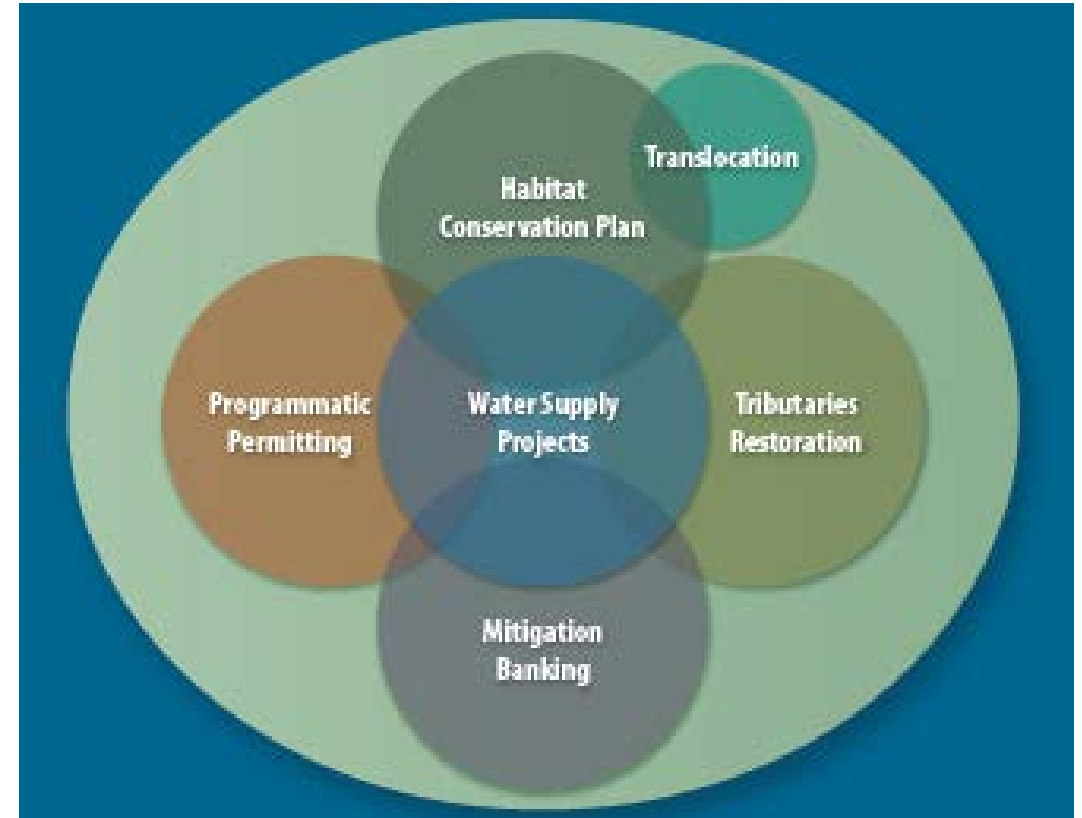 Translocation
Habitat
Conservation Plan
Programmatic
Permitting
Water Supply
Projects
Tributaries
Restoration
Mitigation
Banking